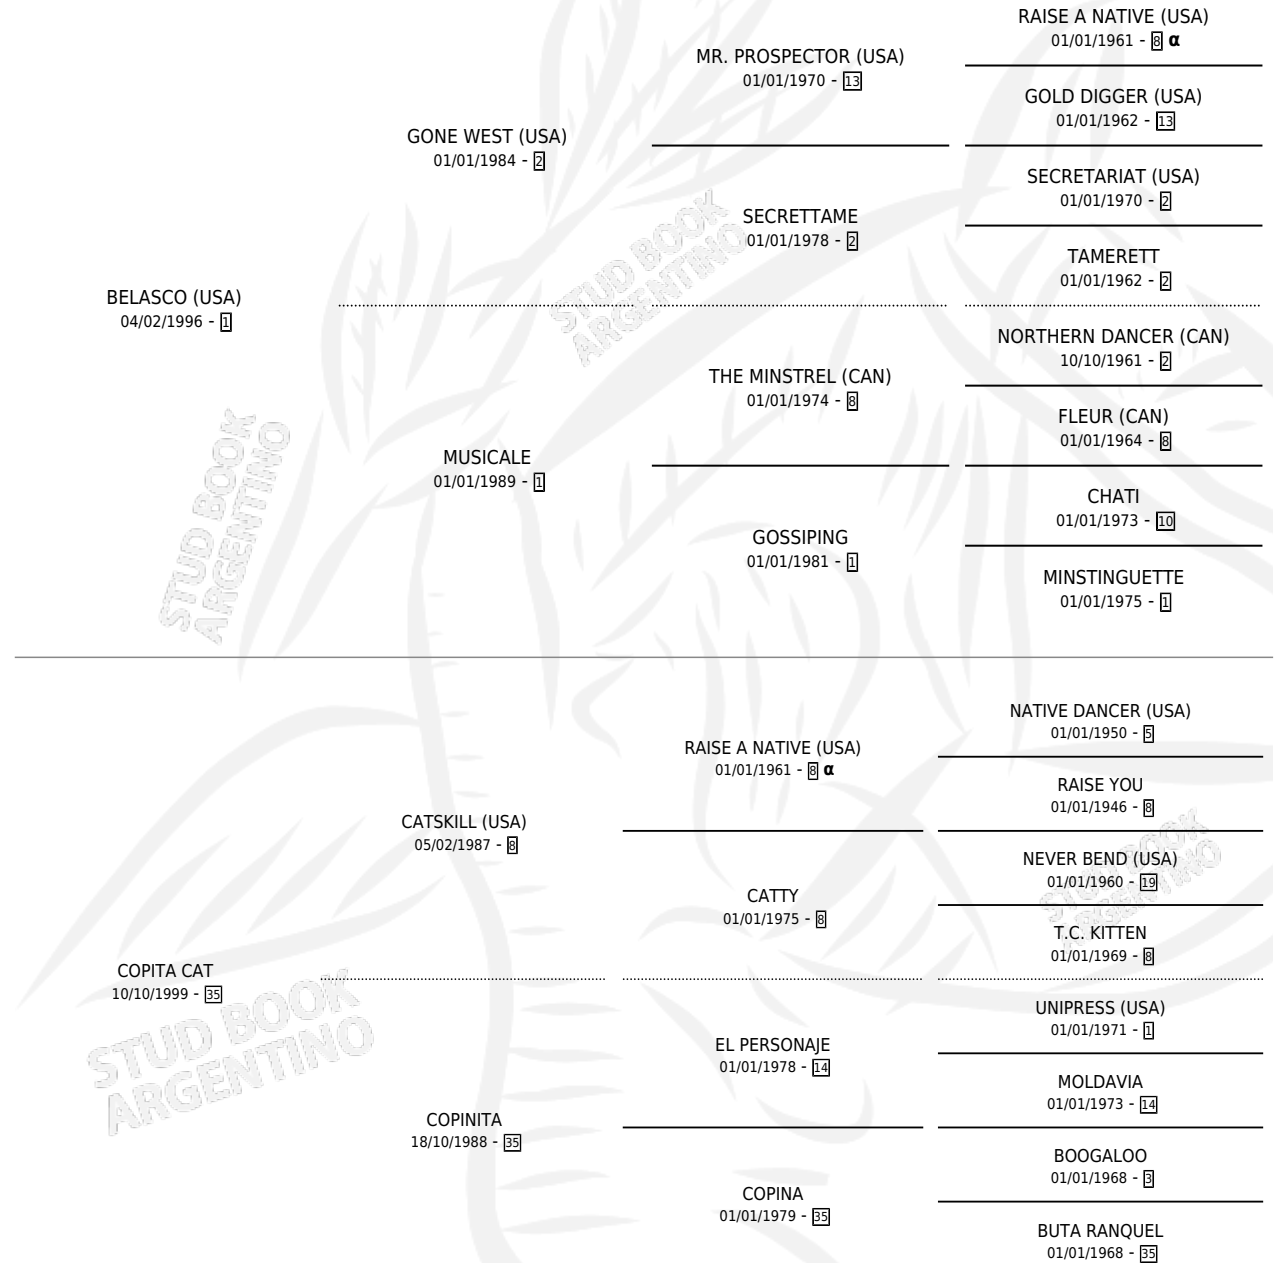 RAISE A NATIVE (USA)
01/01/1961 - 8 α
MR. PROSPECTOR (USA)
01/01/1970 - 13
GOLD DIGGER (USA)
01/01/1962 - 13
GONE WEST (USA)
01/01/1984 - 2
SECRETARIAT (USA)
01/01/1970 - 2
SECRETTAME
01/01/1978 - 2
TAMERETT
01/01/1962 - 2
STUD BOOK
ARGENTINO
BELASCO (USA)
04/02/1996 - 1
NORTHERN DANCER (CAN)
10/10/1961 - 2
THE MINSTREL (CAN)
01/01/1974 - 8
FLEUR (CAN)
01/01/1964 - 8
MUSICALE
01/01/1989 - 1
CHATI
01/01/1973 - 10
GOSSIPING
01/01/1981 - 1
MINSTINGUETTE
01/01/1975 - 1
STUD BOOK
ARGENTINO
NATIVE DANCER (USA)
01/01/1950 - 5
RAISE A NATIVE (USA)
01/01/1961 - 8 α
RAISE YOU
01/01/1946 - 8
CATSKILL (USA)
05/02/1987 - 8
NEVER BEND (USA)
01/01/1960 - 19
CATTY
01/01/1975 - 8
T.C. KITTEN
01/01/1969 - 8
STUD BOOK
ARGENTINO
COPITA CAT
10/10/1999 - 35
UNIPRESS (USA)
01/01/1971 - 1
EL PERSONAJE
01/01/1978 - 14
MOLDAVIA
01/01/1973 - 14
COPINITA
18/10/1988 - 35
BOOGALOO
01/01/1968 - 3
COPINA
01/01/1979 - 35
BUTA RANQUEL
01/01/1968 - 35
STUD BOOK
ARGENTINO